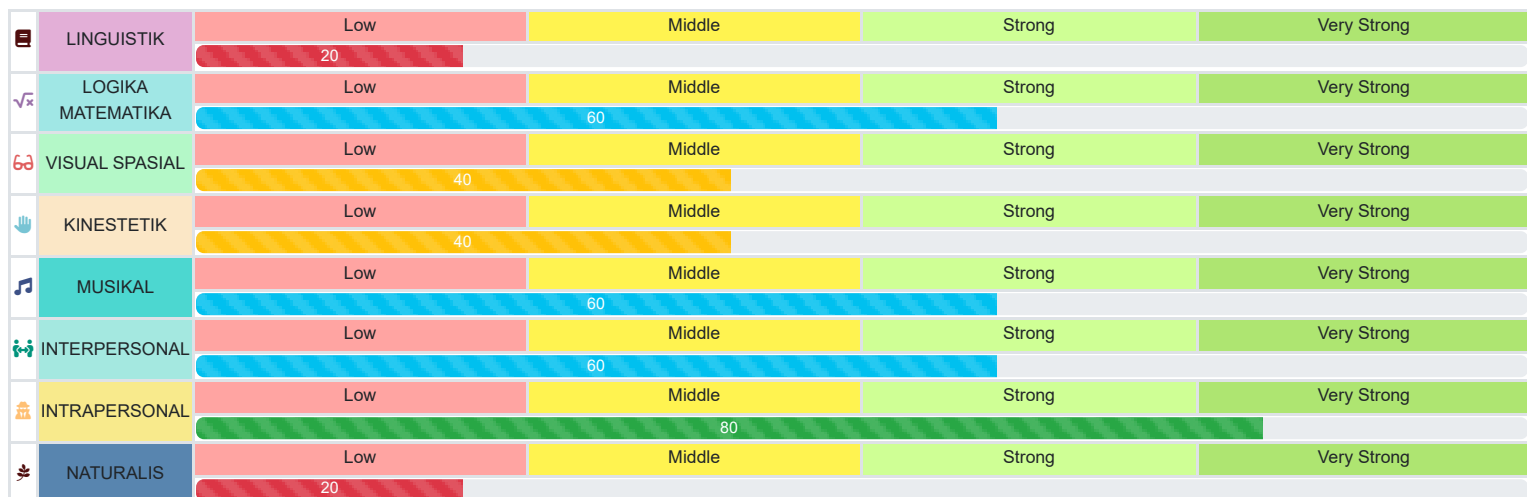 LINGUISTIK Low Middle Strong Very Strong
20
LOGIKA MATEMATIKA Low Middle Strong Very Strong
60
VISUAL SPASIAL Low Middle Strong Very Strong
40
KINESTETIK Low Middle Strong Very Strong
40
MUSIKAL Low Middle Strong Very Strong
60
INTERPERSONAL Low Middle Strong Very Strong
60
INTRAPERSONAL Low Middle Strong Very Strong
80
NATURALIS Low Middle Strong Very Strong
20